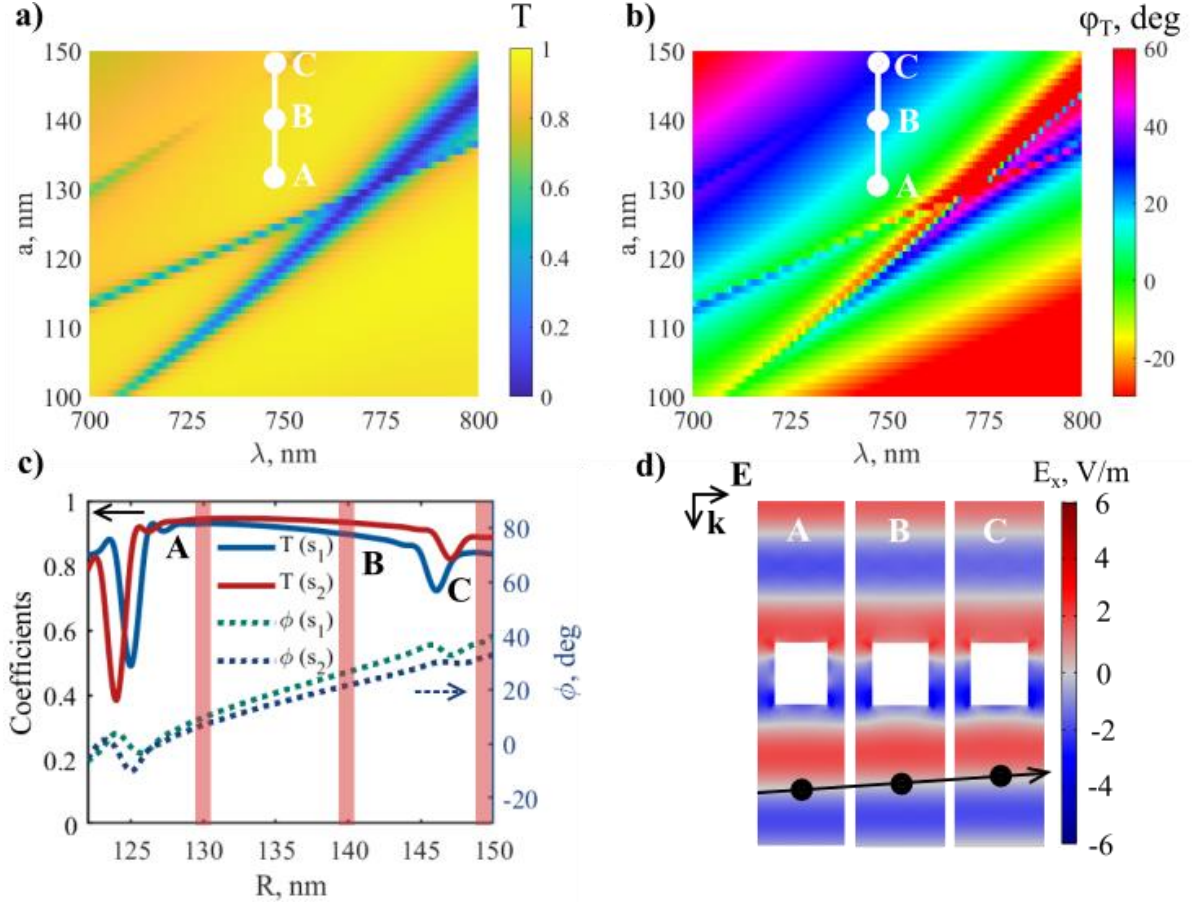 a)
T
150
140
130
120
110
100
a, nm
700
725
750
775
800
λ, nm
1
0.8
0.6
0.4
0.2
0
C
B
A
b)
φT, deg
150
140
130
120
110
100
a, nm
700
725
750
775
800
λ, nm
60
40
20
0
-20
C
B
A
c)
1
0.8
0.6
0.4
0.2
0
Coefficients
125
130
135
140
145
150
R, nm
80
60
40
20
0
-20
ϕ, deg
A
B
C
T (s1)
T (s2)
ϕ (s1)
ϕ (s2)
d)
E
k
Ex, V/m
A
B
C
6
4
2
0
-2
-4
-6